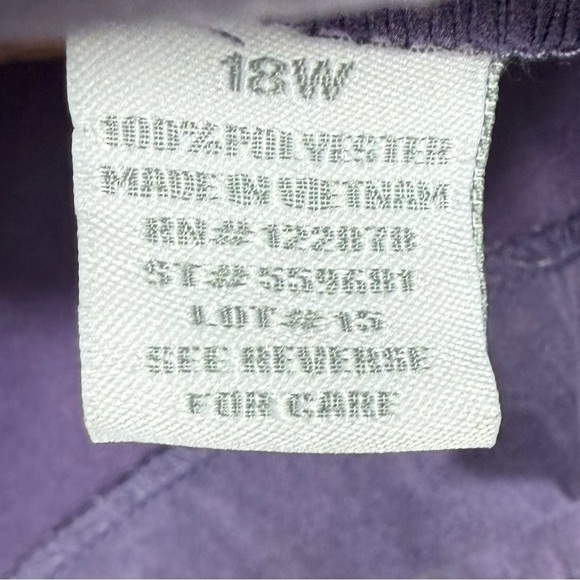 18W
100% POLYESTER
MADE IN VIETNAM
RN# 122878
ST# 559681
LOT# 15
SEE REVERSE
FOR CARE